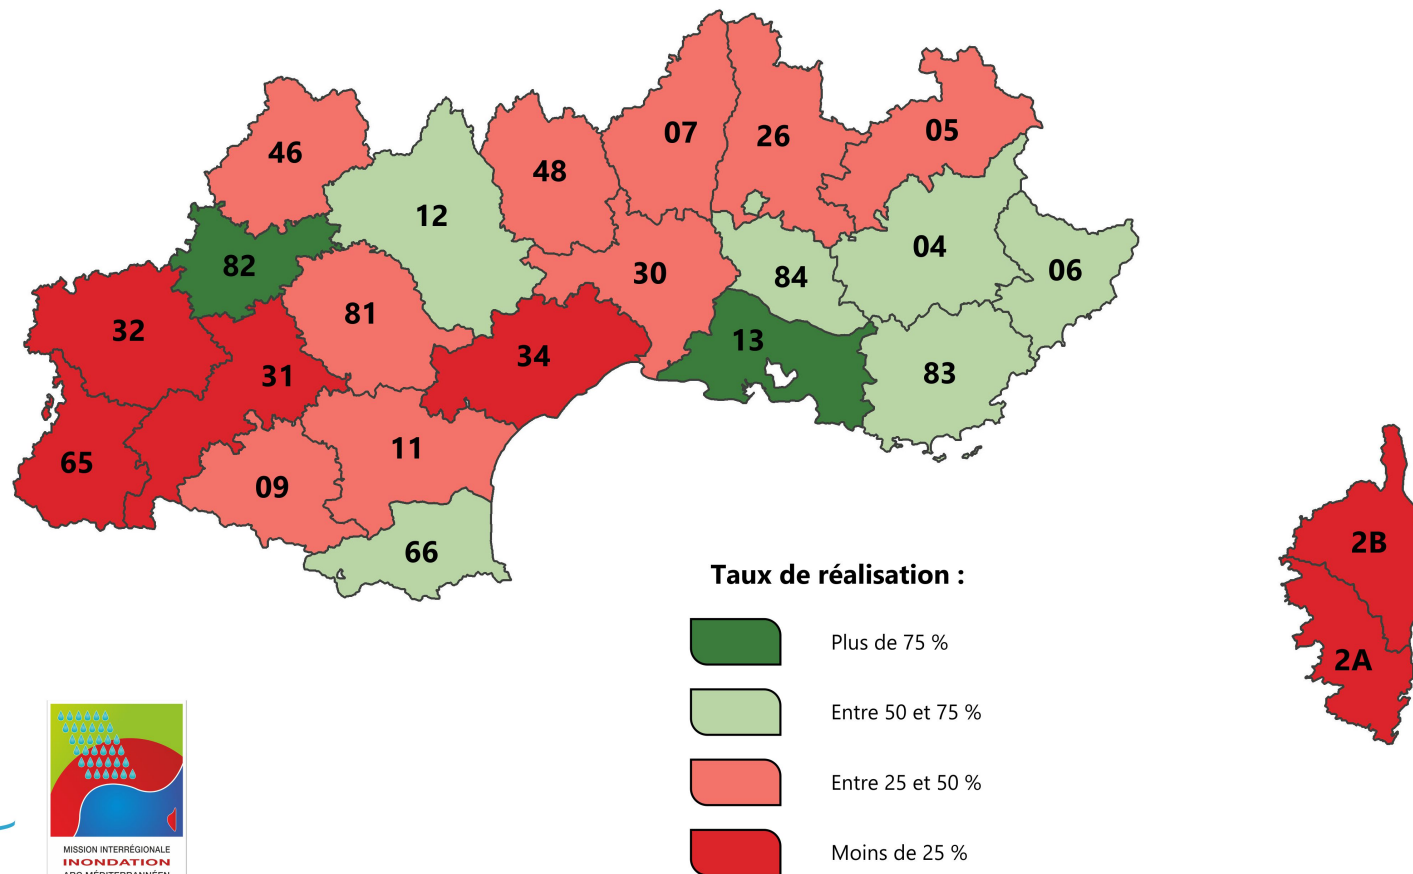 07
26
05
46
48
12
04
82
30
06
84
32
81
13
34
31
83
11
65
09
66
2B
2A
Taux de réalisation :
Plus de 75 %
Entre 50 et 75 %
Entre 25 et 50 %
Moins de 25 %
MISSION INTERRÉGIONALE
INONDATION
ARC MÉDITERRANÉEN